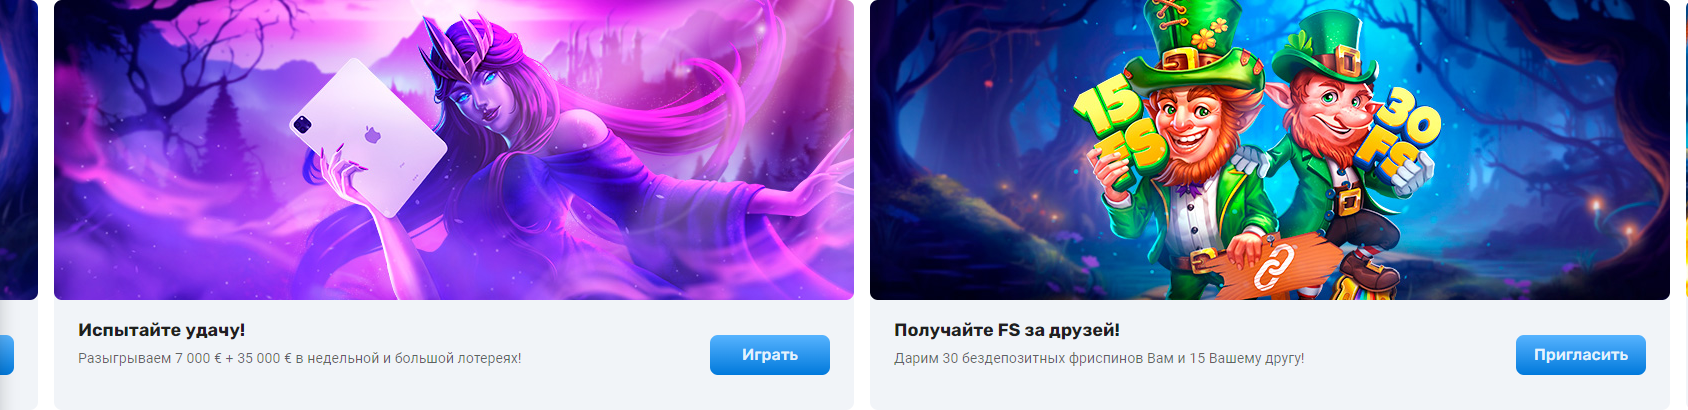 15
FS
30
FS
Испытайте удачу!
Разыгрываем 7 000 € + 35 000 € в недельной и большой лотереях!
Играть
Получайте FS за друзей!
Дарим 30 бездепозитных фриспинов Вам и 15 Вашему другу!
Пригласить